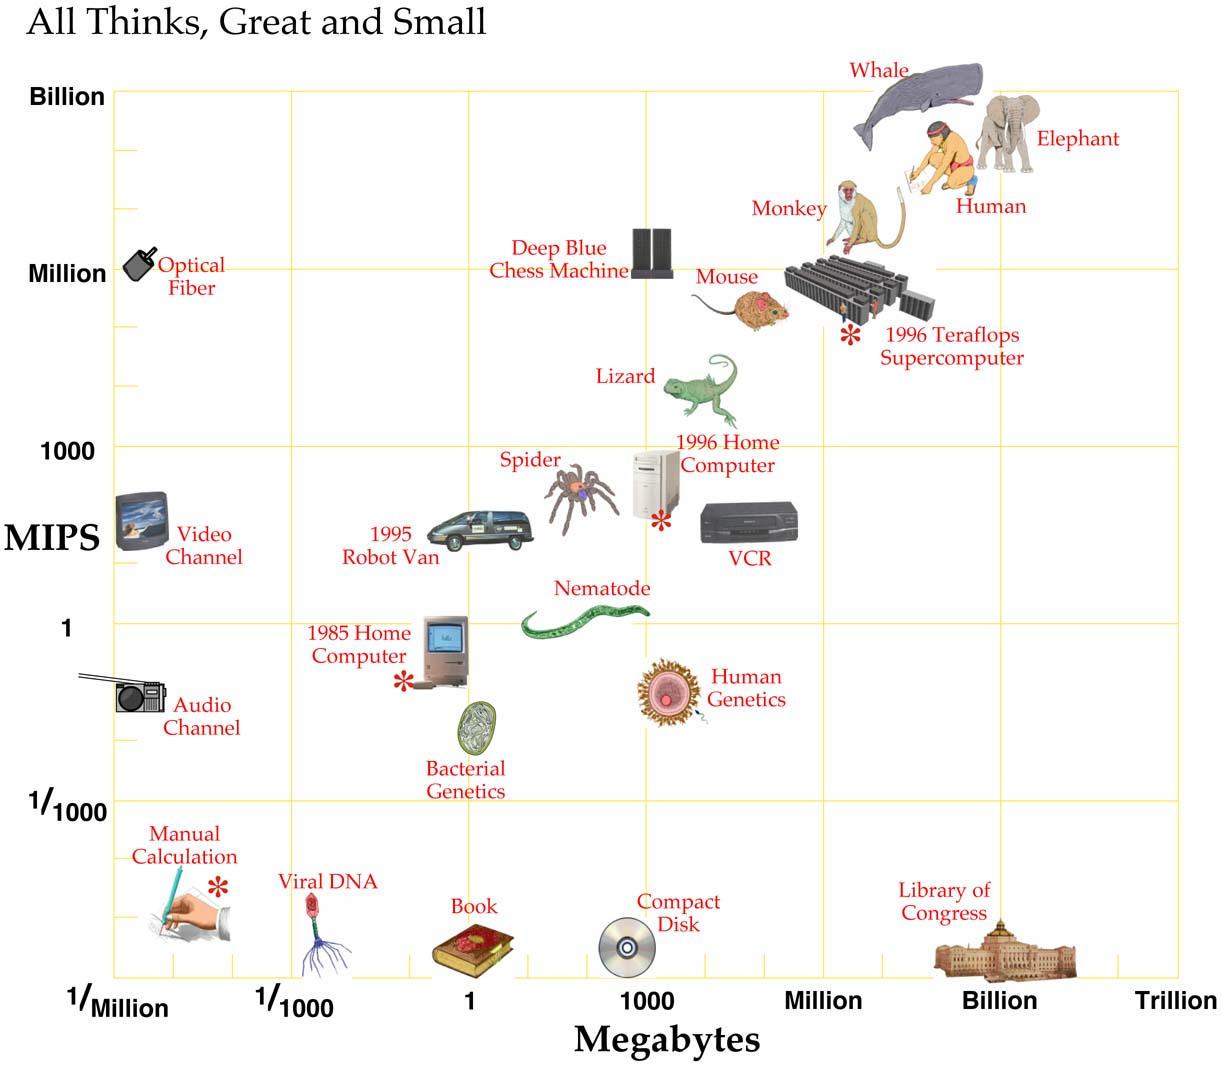 All Thinks, Great and Small
Whale
Billion
Elephant
Human
Monkey
Deep Blue
Chess Machine
Million
Optical
Fiber
Mouse
1996 Teraflops
Supercomputer
*
Lizard
1000
1996 Home
Computer
*
Spider
MIPS
Video
Channel
1995
Robot Van
VCR
Nematode
1
1985 Home
Computer
*
Human
Genetics
Audio
Channel
Bacterial
Genetics
1/1000
Manual
Calculation
*
Viral DNA
Book
Compact
Disk
Library of
Congress
1/Million
1/1000
1
1000
Million
Billion
Trillion
Megabytes